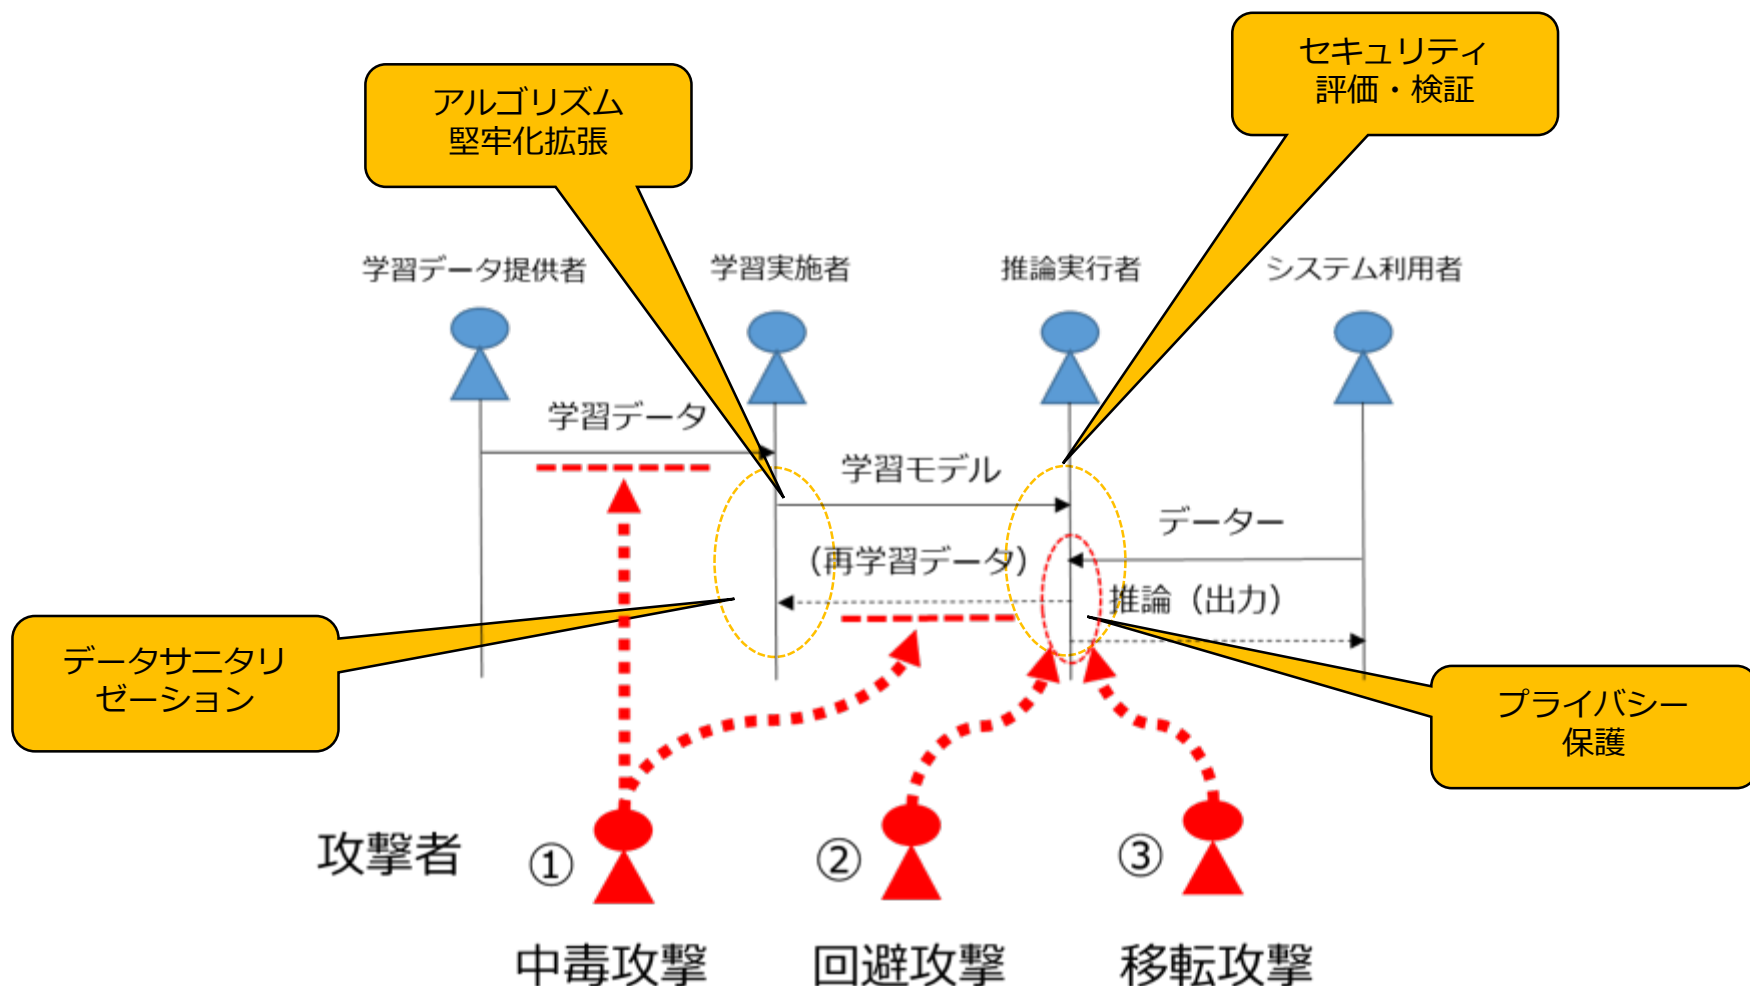 セキュリティ
評価・検証
アルゴリズム
堅牢化拡張
学習データ提供者
学習実施者
推論実行者
システム利用者
学習データ
学習モデル
データー
(再学習データ)
推論（出力）
データサニタリ
ゼーション
プライバシー
保護
攻撃者
①
②
③
中毒攻撃
回避攻撃
移転攻撃